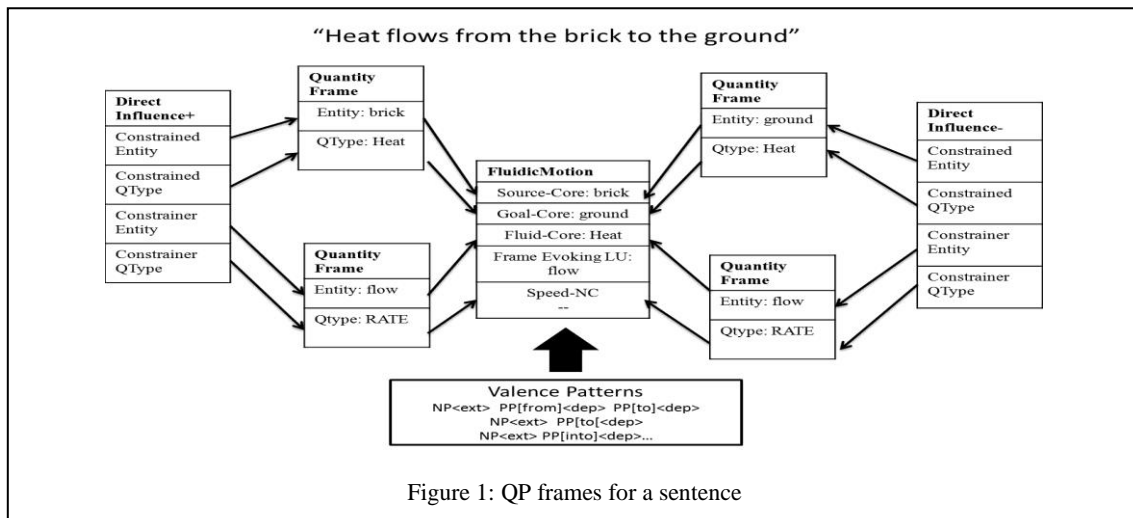 “Heat flows from the brick to the ground”
Direct
Influence+
Constrained
Entity
Constrained
QType
Constrainer
Entity
Constrainer
QType
Quantity
Frame
Entity: brick
QType: Heat
Quantity
Frame
Entity: flow
Qtype: RATE
FluidicMotion
Source-Core: brick
Goal-Core: ground
Fluid-Core: Heat
Frame Evoking LU:
flow
Speed-NC
--
Quantity
Frame
Entity: ground
Qtype: Heat
Quantity
Frame
Entity: flow
Qtype: RATE
Direct
Influence-
Constrained
Entity
Constrained
QType
Constrainer
Entity
Constrainer
QType
Valence Patterns
NP<ext> PP[from]<dep> PP[to]<dep>
NP<ext> PP[to[<dep>
NP<ext> PP[into]<dep>...
Figure 1: QP frames for a sentence